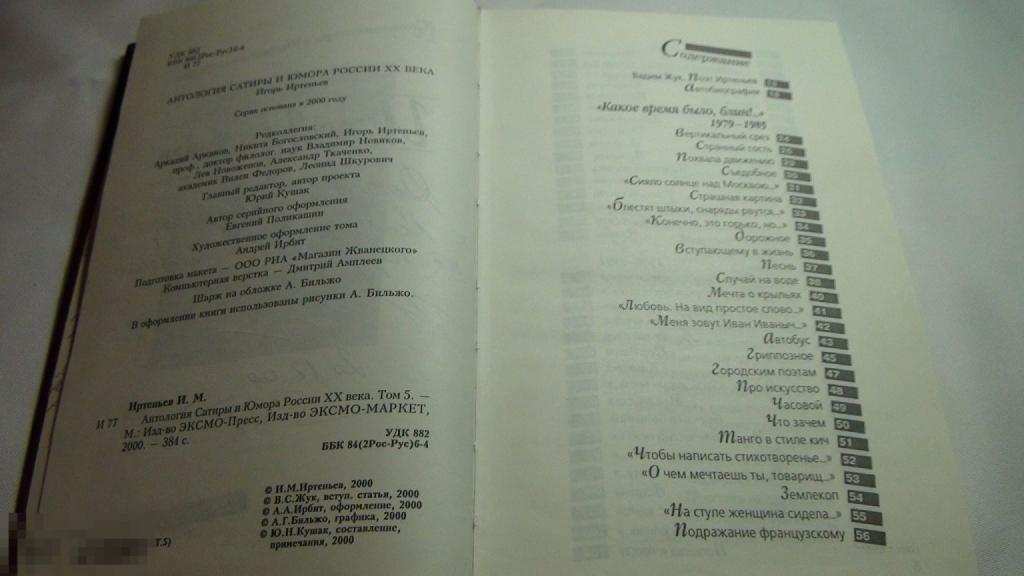 УДК 882
ББК 84(2Рос-Рус)6-4
И 77
АНТОЛОГИЯ САТИРЫ И ЮМОРА РОССИИ XX ВЕКА
Игорь Иртеньев
Серия основана в 2000 году
Редколлегия:
Аркадий Арканов, Никита Богословский, Игорь Иртеньев,
проф., доктор филолог. наук Владимир Новиков,
Лев Новоженов, Александр Ткаченко,
академик Вилен Федоров, Леонид Шкурович
Главный редактор, автор проекта
Юрий Кушак
Автор серийного оформления
Евгений Поликашин
Художественное оформление тома
Андрей Ирбит
Подготовка макета — ООО РИА «Магазин Жванецкого»
Компьютерная верстка — Дмитрий Амплеев
Шарж на обложке А. Бильжо
В оформлении книги использованы рисунки А. Бильжо.
Иртеньев И. М.
И 77 Антология Сатиры и Юмора России XX века. Том 5. —
М.: Изд-во ЭКСМО-Пресс, Изд-во ЭКСМО-МАРКЕТ,
2000. — 384 с.
УДК 882
ББК 84(2Рос-Рус)6-4
© И.М.Иртеньев, 2000
© В.С.Жук, вступ. статья, 2000
© А.А.Ирбит, оформление, 2000
© А.Г.Бильжо, графика, 2000
© Ю.Н.Кушак, составление,
примечания, 2000
Т.5)
Содержание
Вадим Жук. Поэт Иртеньев
Автобиография
«Какое время было, блин!..»
1979—1985
Вертикальный срез 24
Странный гость
Похвала движению
Съедобное 30
«Сияло солнце над Москвою...» 31
Страшная картина
«Блестят штыки, снаряды рвутся...» 33
«Конечно, это горько, но...» 34
Дорожное 35
Вступающему в жизнь 36
Песнь 37
Случай на воде 38
Мечта о крыльях 40
«Любовь. На вид простое слово...» 41
«Меня зовут Иван Иваныч...» 42
Автобус 43
Гриппозное 45
Городским поэтам 47
Про искусство 48
Часовой 49
Что зачем 50
Танго в стиле кич 51
«Чтобы написать стихотворенье...» 52
«О чем мечтаешь ты, товарищ...» 53
Землекоп 54
«На стуле женщина сидела...» 55
Подражание французскому 56